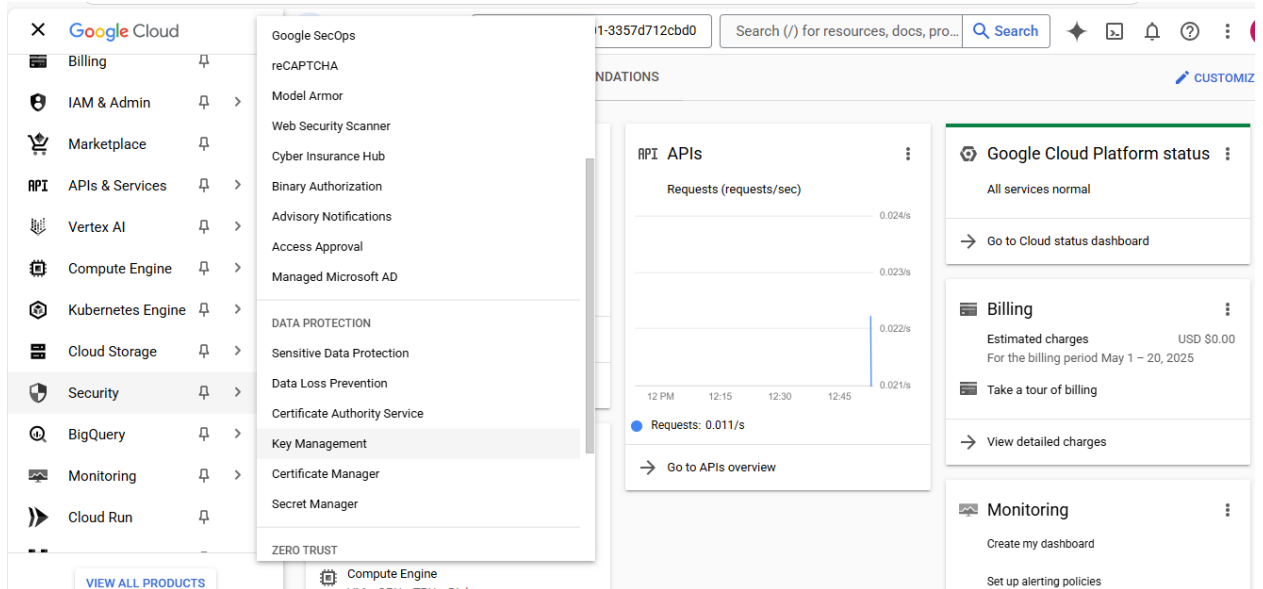 Google Cloud
Billing
IAM & Admin
Marketplace
API APIs & Services
Vertex AI
Compute Engine
Kubernetes Engine
Cloud Storage
Security
BigQuery
Monitoring
Cloud Run
VIEW ALL PRODUCTS
Google SecOps
reCAPTCHA
Model Armor
Web Security Scanner
Cyber Insurance Hub
Binary Authorization
Advisory Notifications
Access Approval
Managed Microsoft AD
DATA PROTECTION
Sensitive Data Protection
Data Loss Prevention
Certificate Authority Service
Key Management
Certificate Manager
Secret Manager
ZERO TRUST
Compute Engine
1-3357d712cbd0
Search (/) for resources, docs, pro...
Search
NDATIONS
CUSTOMIZ
API APIs
Requests (requests/sec)
0.024/s
0.023/s
0.022/s
0.021/s
12 PM 12:15 12:30 12:45
Requests: 0.011/s
Go to APIs overview
Google Cloud Platform status
All services normal
Go to Cloud status dashboard
Billing
Estimated charges USD $0.00
For the billing period May 1 – 20, 2025
Take a tour of billing
View detailed charges
Monitoring
Create my dashboard
Set up alerting policies